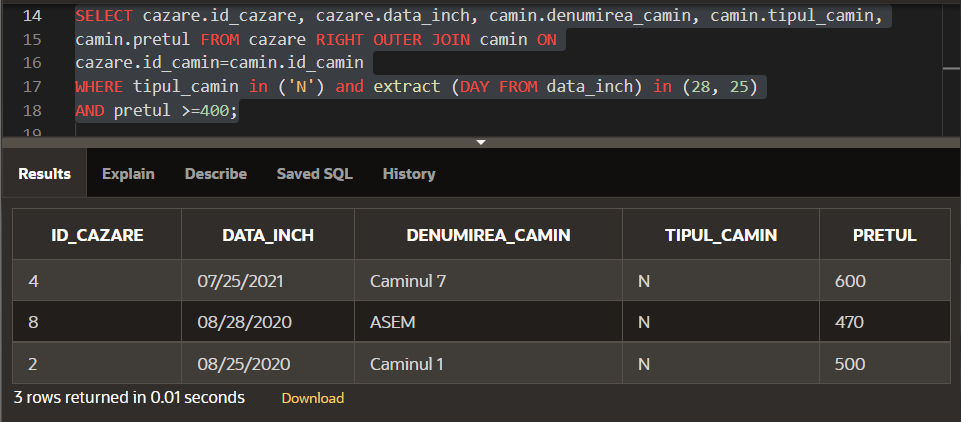 14 SELECT cazare.id_cazare, cazare.data_inch, camin.denumirea_camin, camin.tipul_camin,
15 camin.pretul FROM cazare RIGHT OUTER JOIN camin ON
16 cazare.id_camin=camin.id_camin
17 WHERE tipul_camin in ('N') and extract (DAY FROM data_inch) in (28, 25)
18 AND pretul >=400;
19
Results Explain Describe Saved SQL History
ID_CAZARE DATA_INCH DENUMIREA_CAMIN TIPUL_CAMIN PRETUL
4 07/25/2021 Caminul 7 N 600
8 08/28/2020 ASEM N 470
2 08/25/2020 Caminul 1 N 500
3 rows returned in 0.01 seconds Download